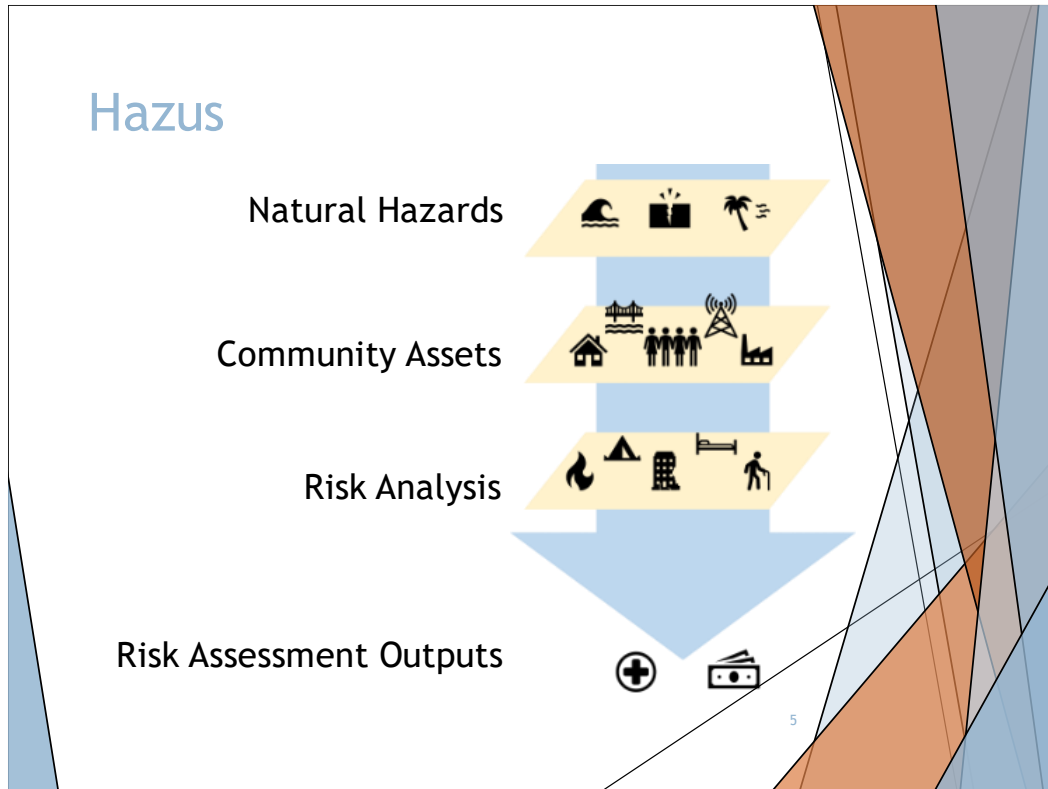 Hazus
Natural Hazards
Community Assets
Risk Analysis
Risk Assessment Outputs
5